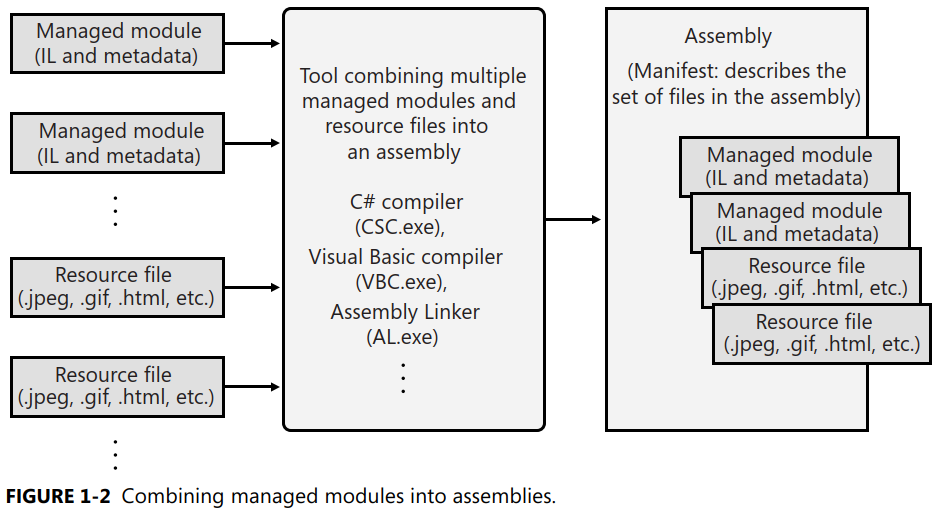 Managed module
(IL and metadata)
Managed module
(IL and metadata)
Resource file
(.jpeg, .gif, .html, etc.)
Resource file
(.jpeg, .gif, .html, etc.)
Tool combining multiple
managed modules and
resource files into
an assembly
C# compiler
(CSC.exe),
Visual Basic compiler
(VBC.exe),
Assembly Linker
(AL.exe)
Assembly
(Manifest: describes the
set of files in the assembly)
Managed module
(IL and metadata)
Managed module
(IL and metadata)
Resource file
(.jpeg, .gif, .html, etc.)
Resource file
(.jpeg, .gif, .html, etc.)
FIGURE 1-2 Combining managed modules into assemblies.